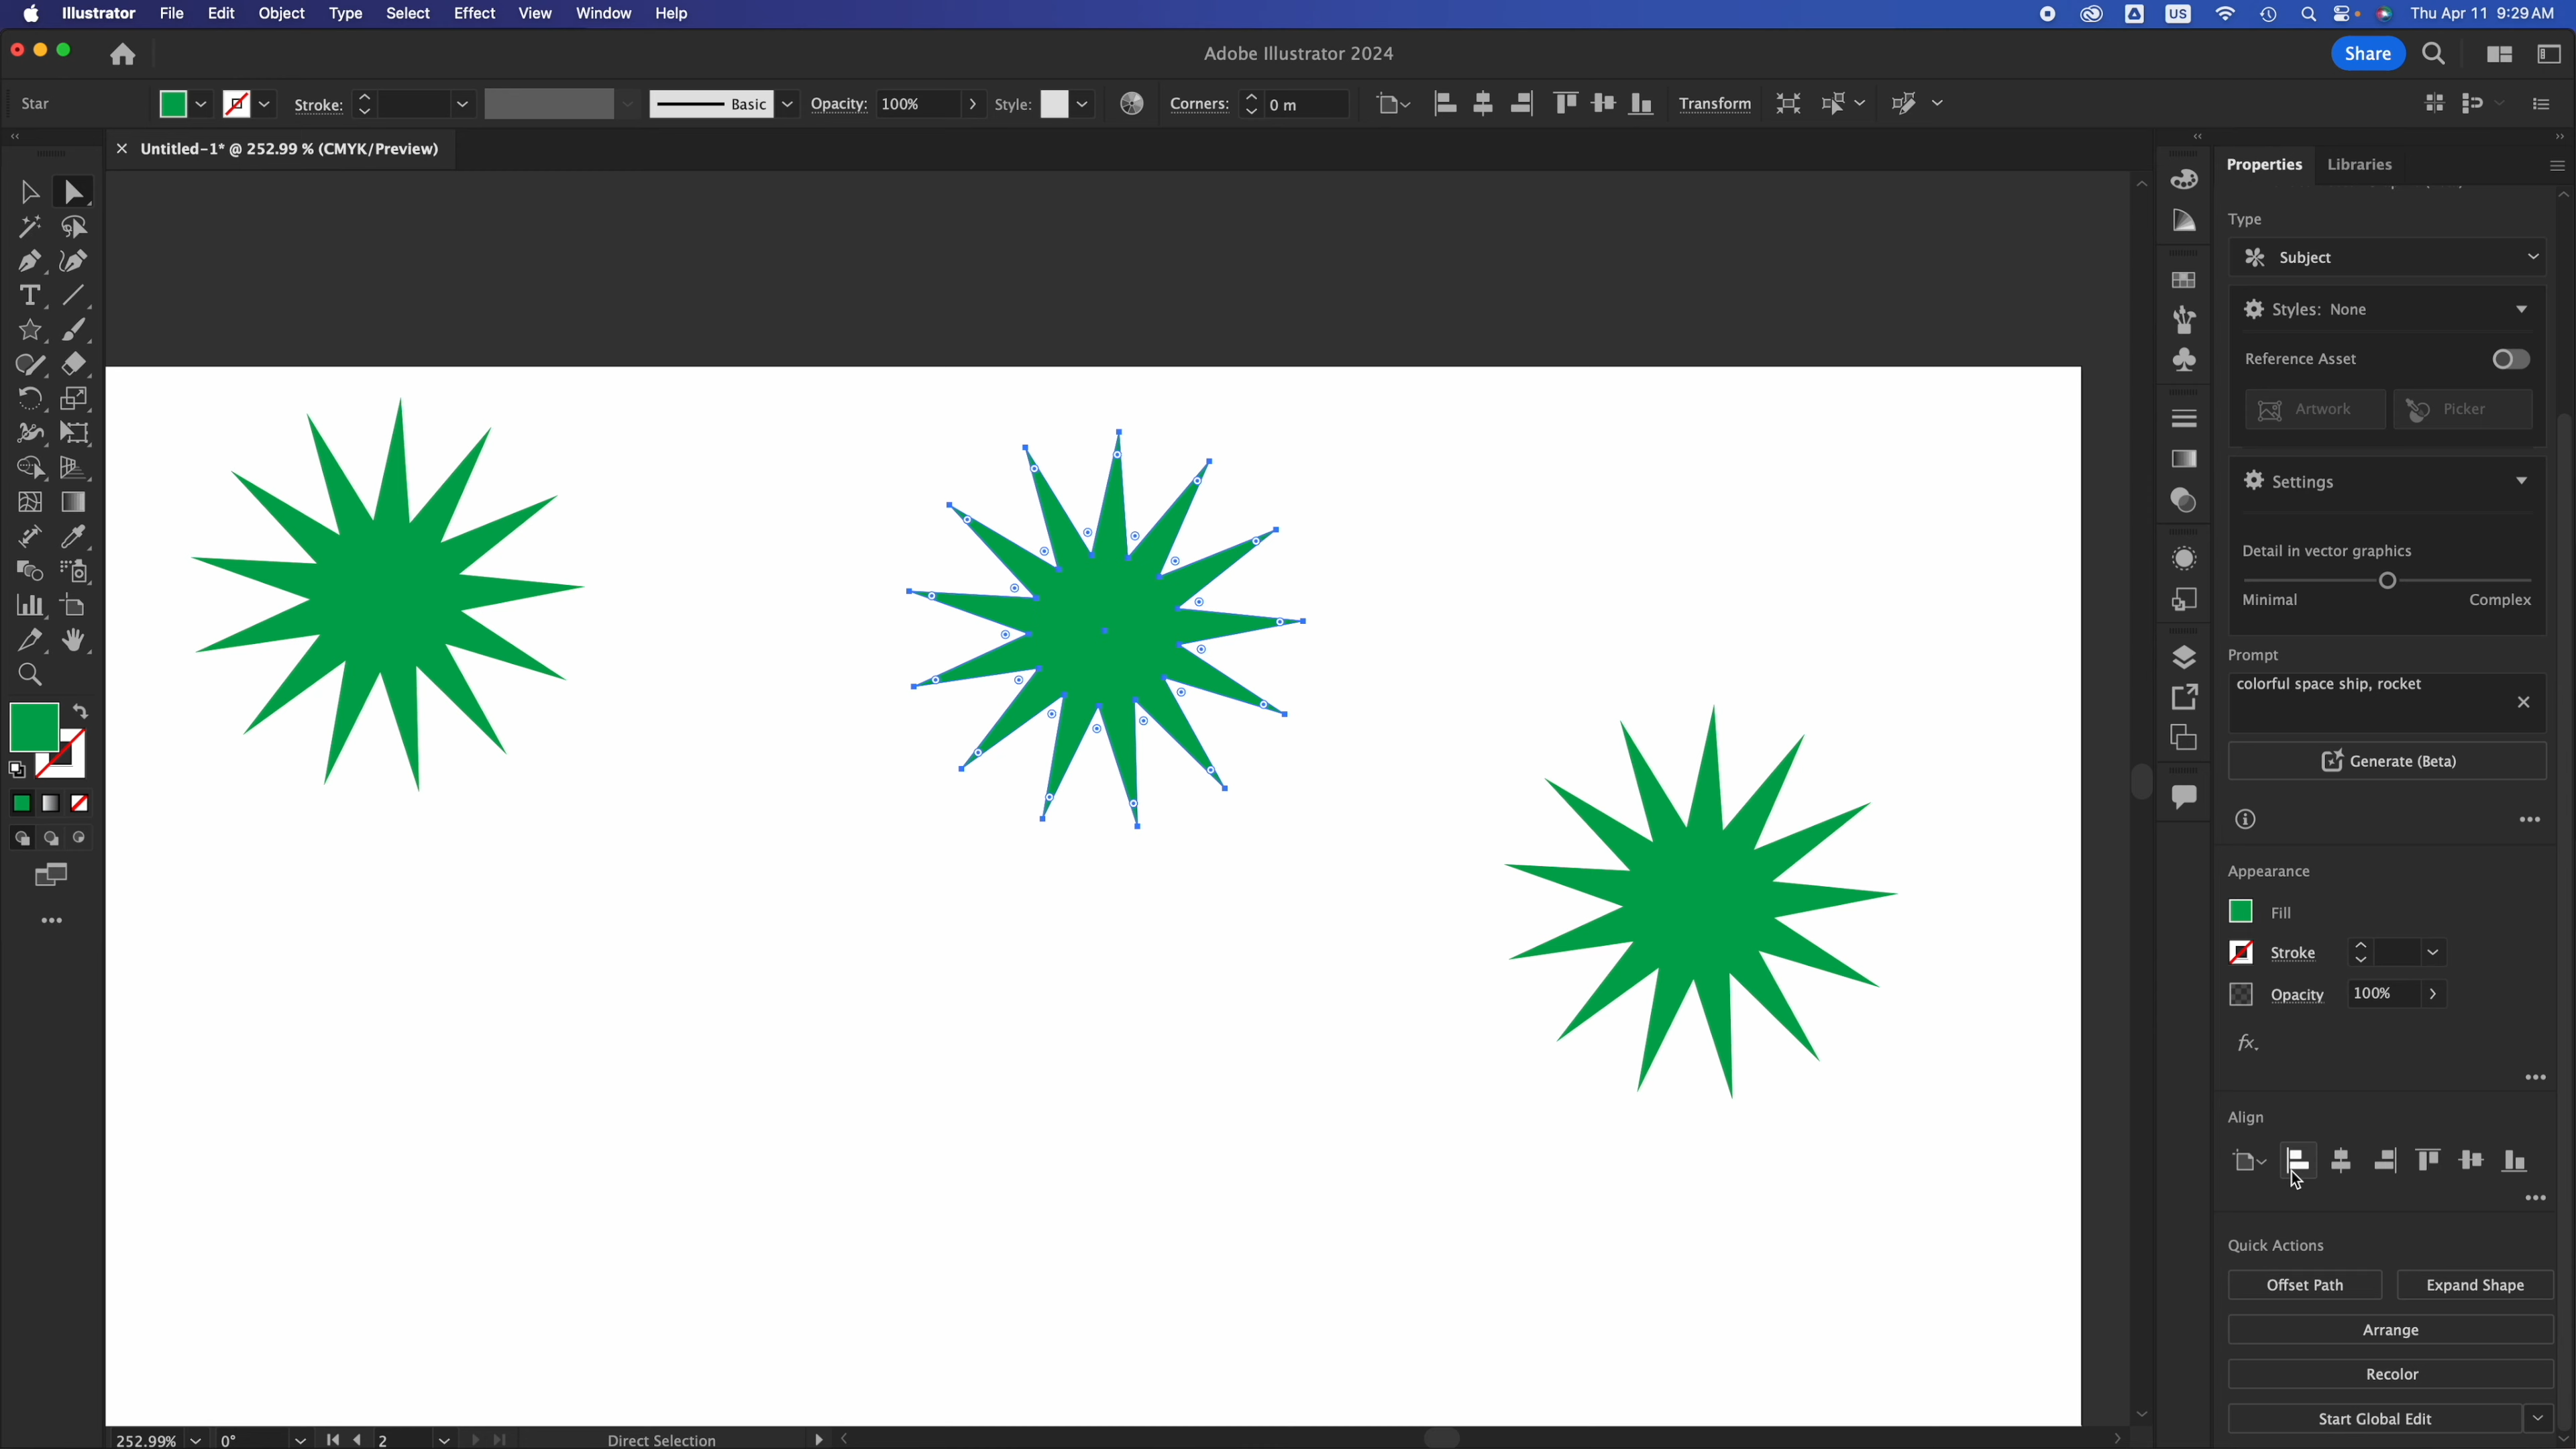 Illustrator File Edit Object Type Select Effect View Window Help US Thu Apr 11 9:29 AM
Adobe Illustrator 2024 Share
Star Stroke: Basic Opacity: 100% Style: Corners: 0 m Transform
Untitled-1* @ 252.99 % (CMYK/Preview)
Properties Libraries
Type
Subject
Styles: None
Reference Asset
Artwork Picker
Settings
Detail in vector graphics
Minimal Complex
Prompt
colorful space ship, rocket
Generate (Beta)
Appearance
Fill
Stroke
Opacity 100%
fx.
Align
Quick Actions
Offset Path Expand Shape
Arrange
Recolor
Start Global Edit
252.99% 0° 2 Direct Selection